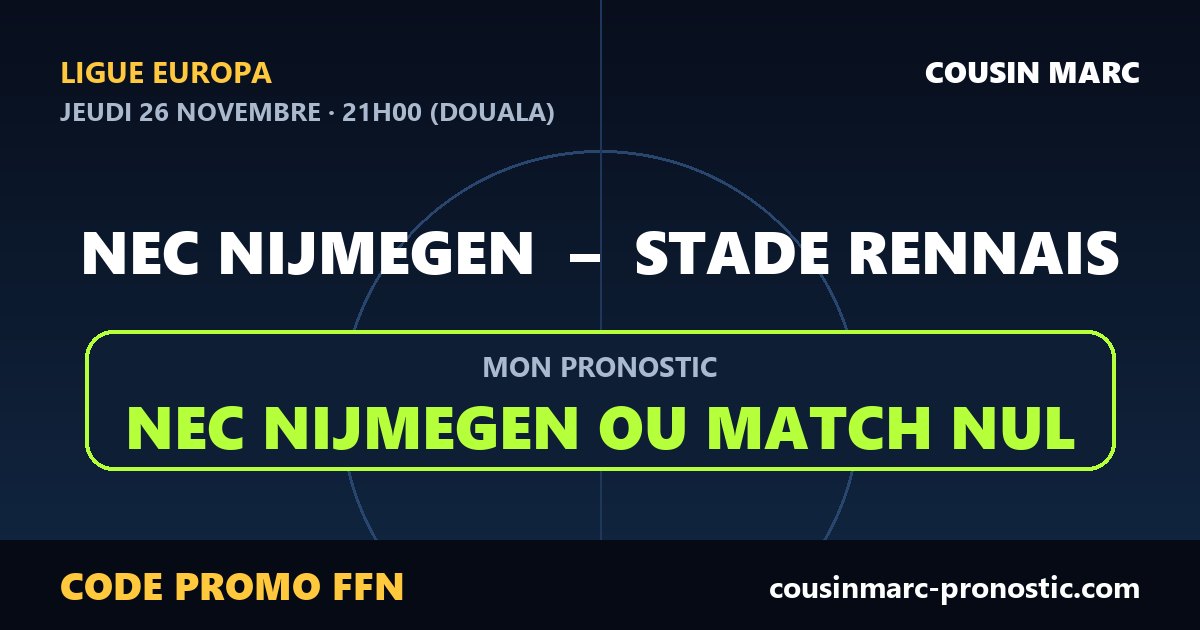 LIGUE EUROPA
COUSIN MARC
JEUDI 26 NOVEMBRE · 21H00 (DOUALA)
NEC NIJMEGEN – STADE RENNAIS
MON PRONOSTIC
NEC NIJMEGEN OU MATCH NUL
CODE PROMO FFN
cousinmarc-pronostic.com